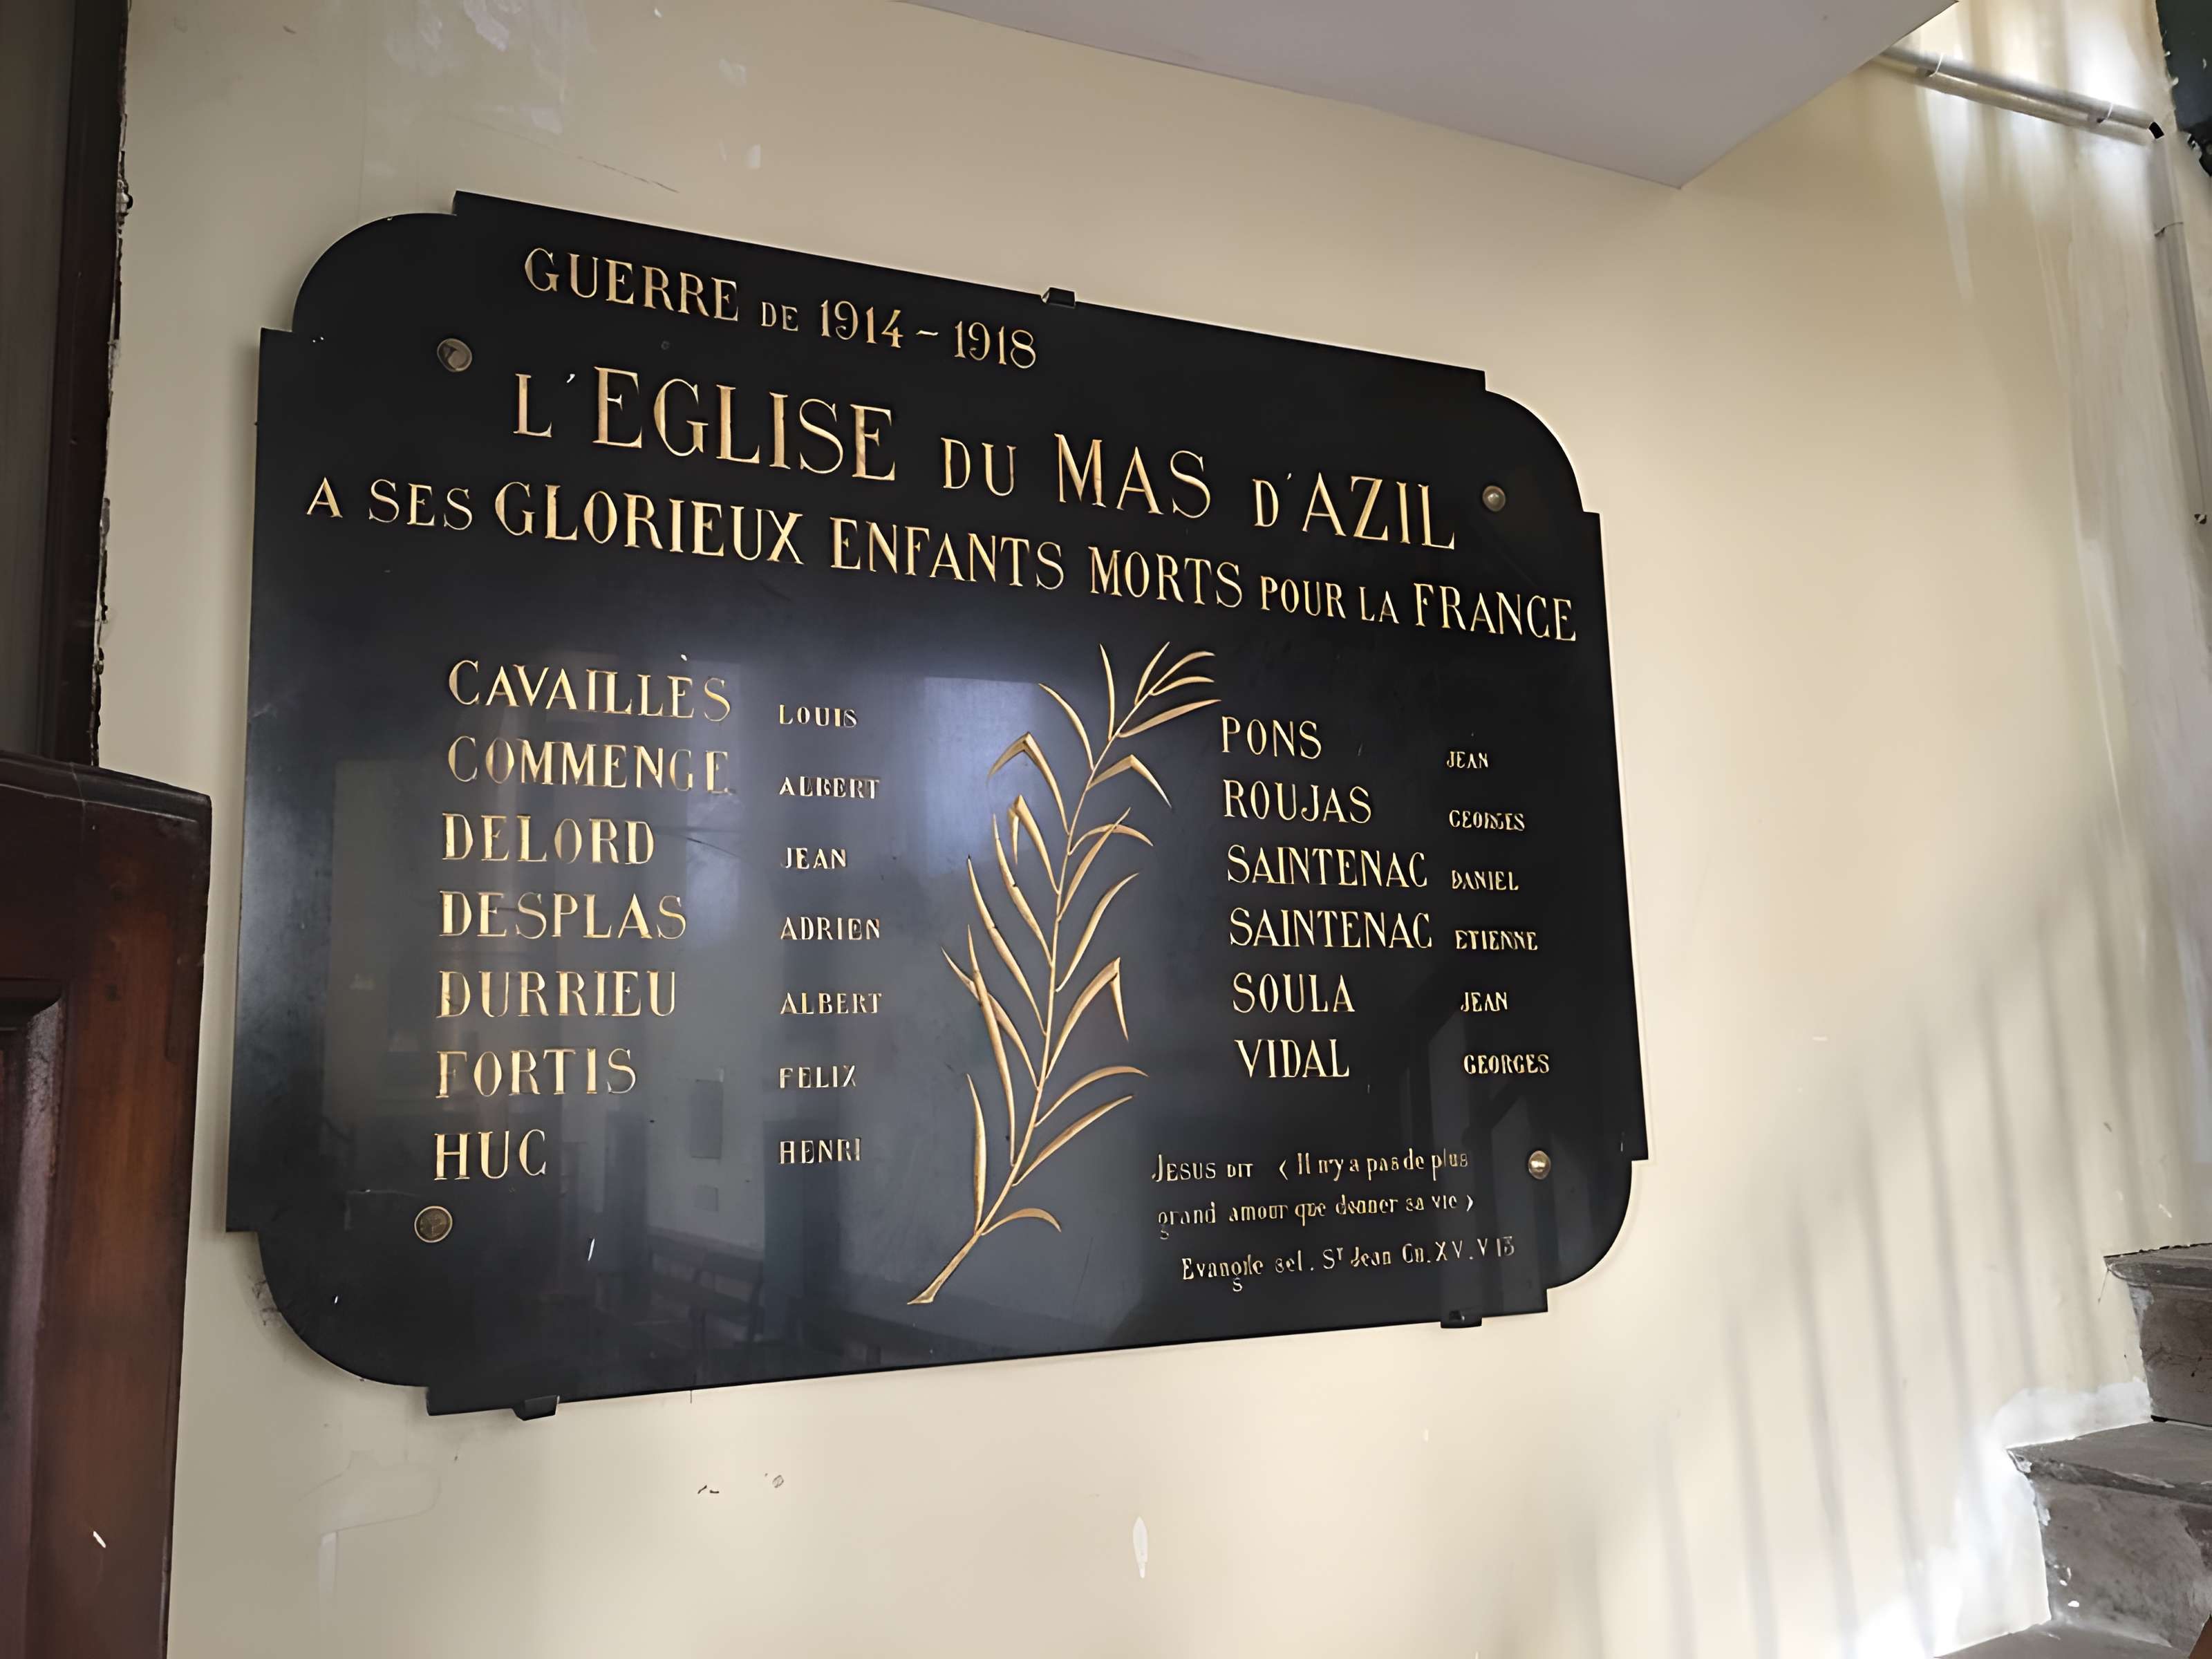 GUERRE DE 1914 - 1918
L'EGLISE DU MAS D'AZIL
A SES GLORIEUX ENFANTS MORTS POUR LA FRANCE
CAVAILLÈS LOUIS
COMMENGE ALBERT
DELORD JEAN
DESPLAS ADRIEN
DURRIEU ALBERT
FORTIS FELIX
HUC HENRI
PONS JEAN
ROUJAS GEORGES
SAINTENAC DANIEL
SAINTENAC ETIENNE
SOULA JEAN
VIDAL GEORGES
JESUS DIT < Il n'y a pas de plus
grand amour que donner sa vie >
Evangile sel. St Jean Ch. XV. V 13